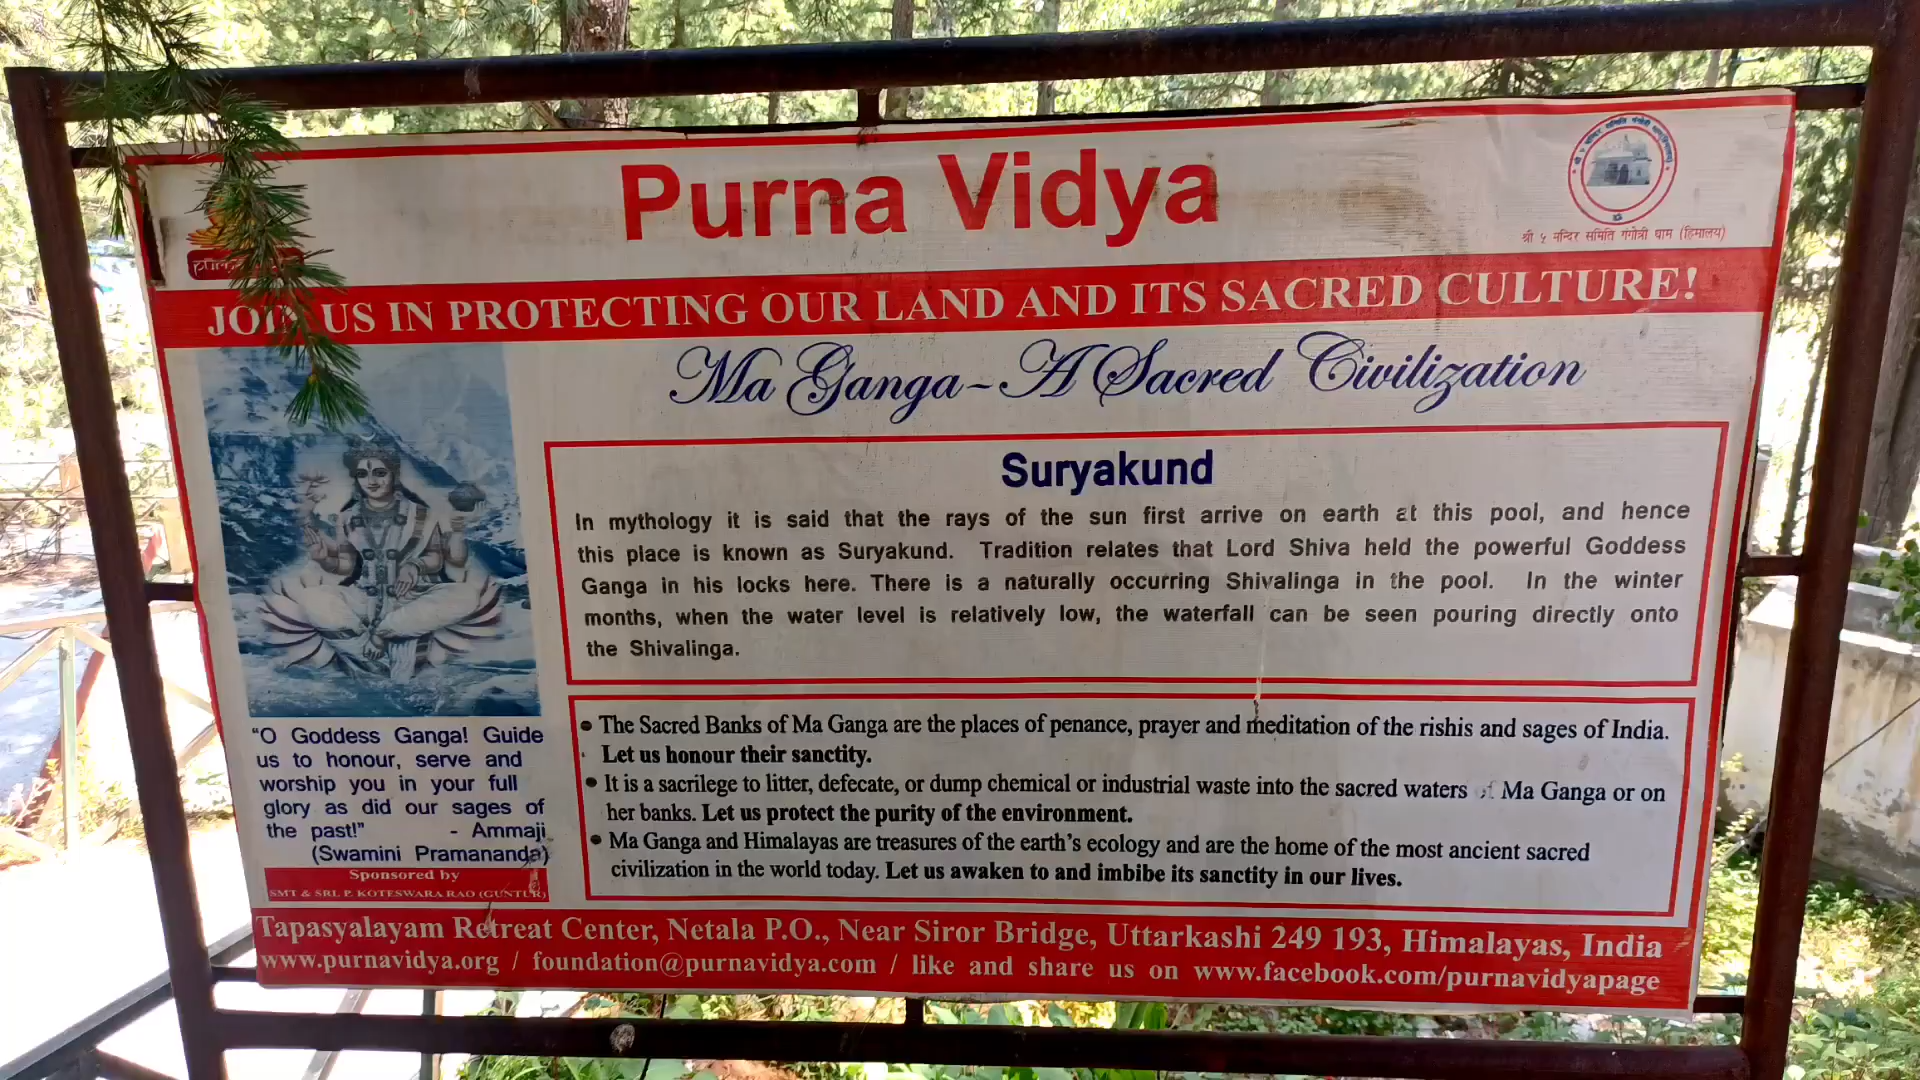 Purna Vidya
श्री ५ मन्दिर समिति गंगोत्री धाम (हिमालय)
JOIN US IN PROTECTING OUR LAND AND ITS SACRED CULTURE!
Ma Ganga~A Sacred Civilization
Suryakund
In mythology it is said that the rays of the sun first arrive on earth at this pool, and hence
this place is known as Suryakund. Tradition relates that Lord Shiva held the powerful Goddess
Ganga in his locks here. There is a naturally occurring Shivalinga in the pool. In the winter
months, when the water level is relatively low, the waterfall can be seen pouring directly onto
the Shivalinga.
"O Goddess Ganga! Guide
us to honour, serve and
worship you in your full
glory as did our sages of
the past!" - Ammaji
(Swamini Pramananda)
Sponsored by
SMT & SRI. P. KOTESWARA RAO (GUNTUR)
• The Sacred Banks of Ma Ganga are the places of penance, prayer and meditation of the rishis and sages of India.
Let us honour their sanctity.
• It is a sacrilege to litter, defecate, or dump chemical or industrial waste into the sacred waters of Ma Ganga or on
her banks. Let us protect the purity of the environment.
• Ma Ganga and Himalayas are treasures of the earth's ecology and are the home of the most ancient sacred
civilization in the world today. Let us awaken to and imbibe its sanctity in our lives.
Tapasyalayam Retreat Center, Netala P.O., Near Siror Bridge, Uttarkashi 249 193, Himalayas, India
www.purnavidya.org / foundation@purnavidya.com / like and share us on www.facebook.com/purnavidyapage